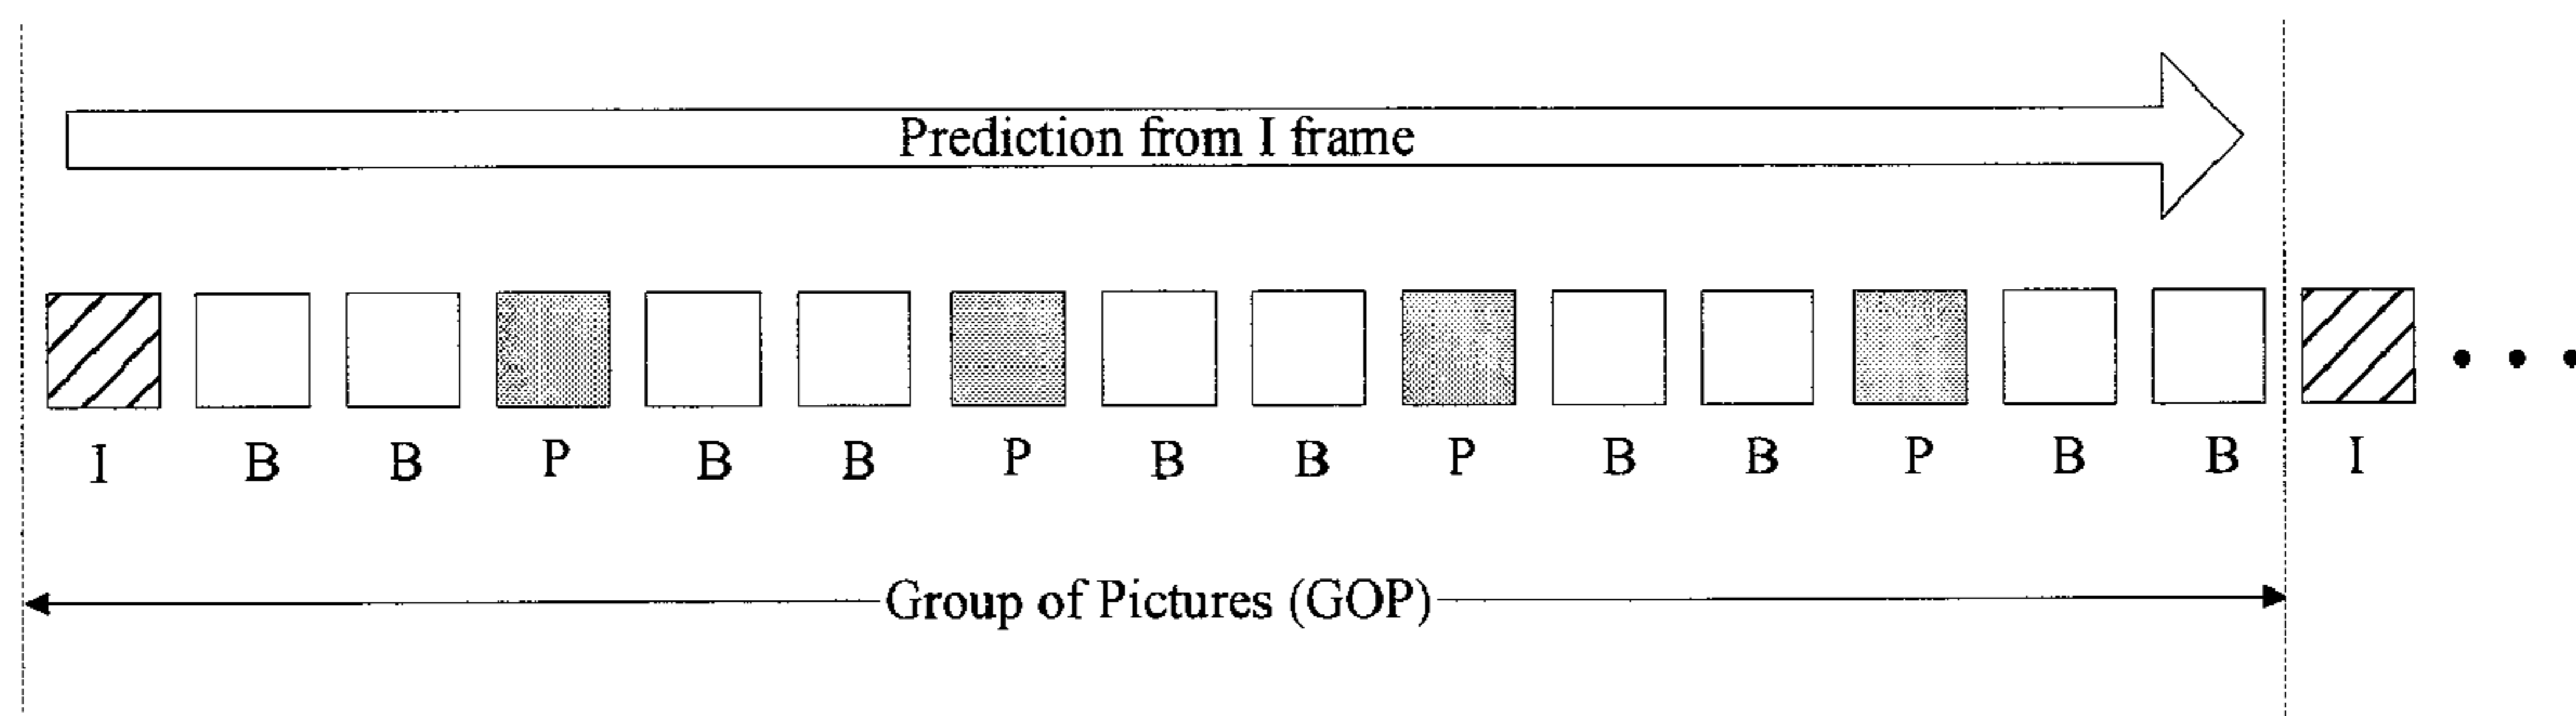 Prediction from I frame
I B B P B B P B B P B B P B B I
Group of Pictures (GOP)